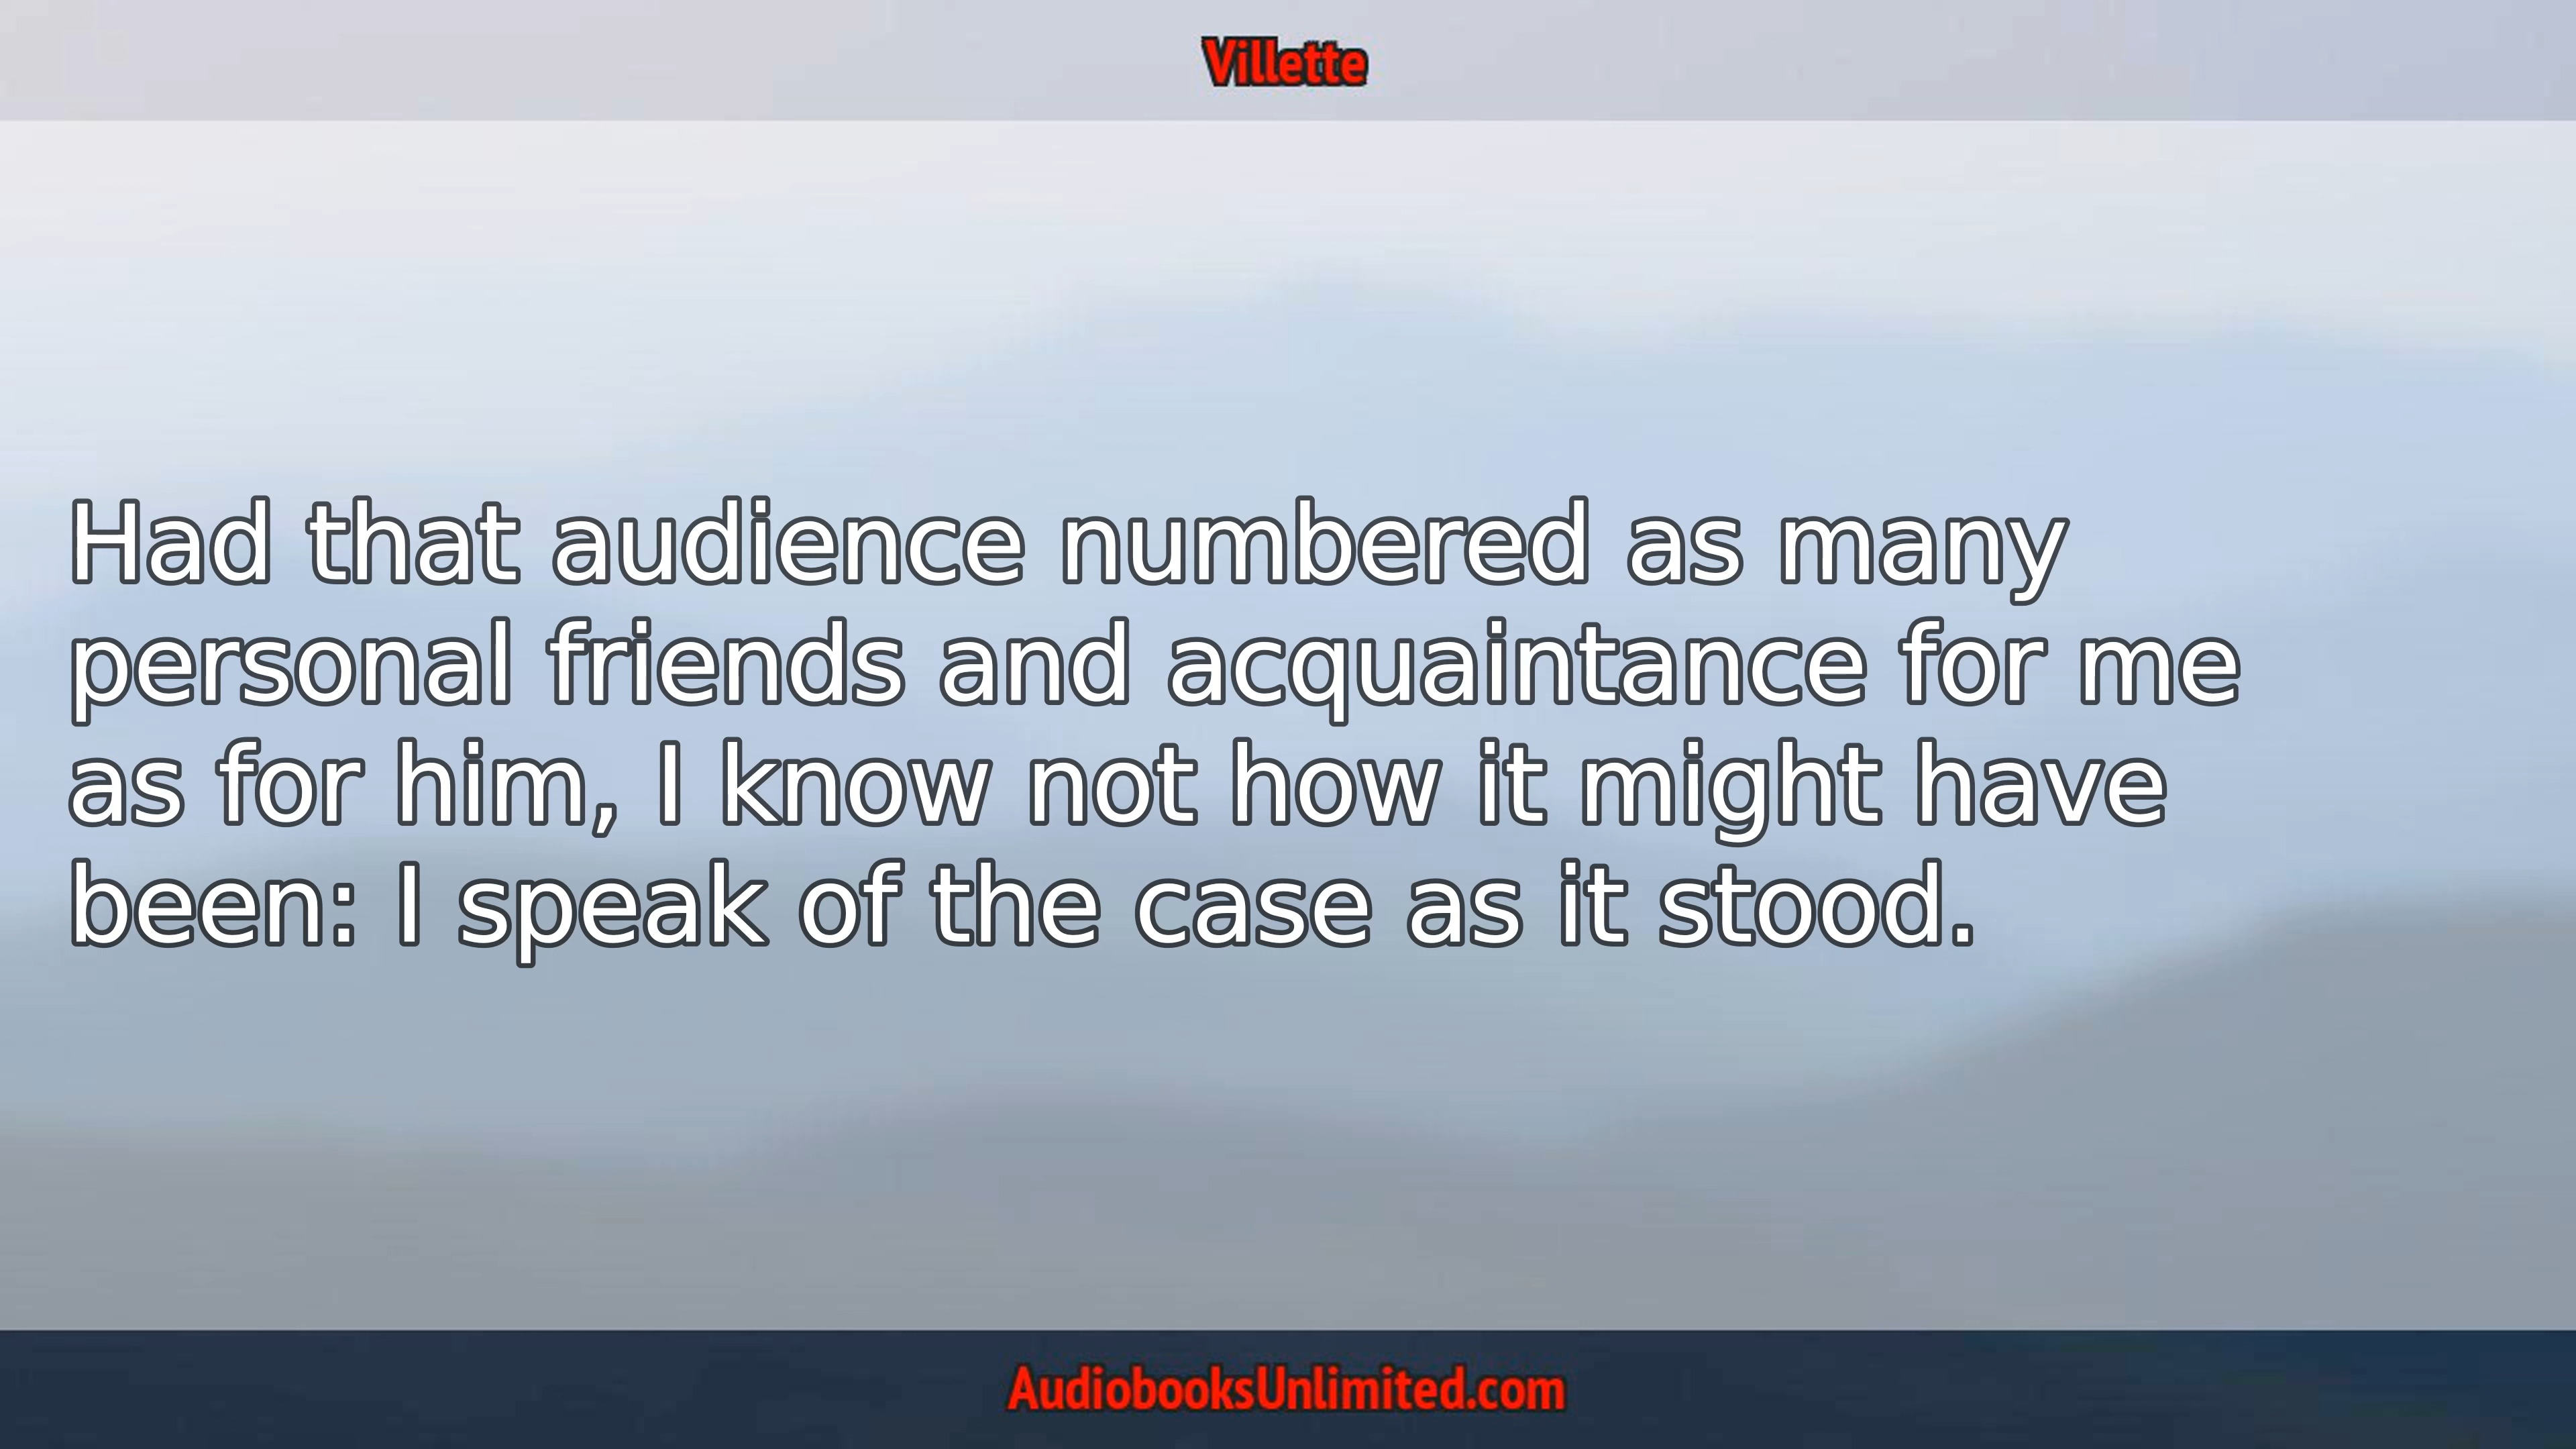 Villette
Had that audience numbered as many
personal friends and acquaintance for me
as for him, I know not how it might have
been: I speak of the case as it stood.
AudiobooksUnlimited.com